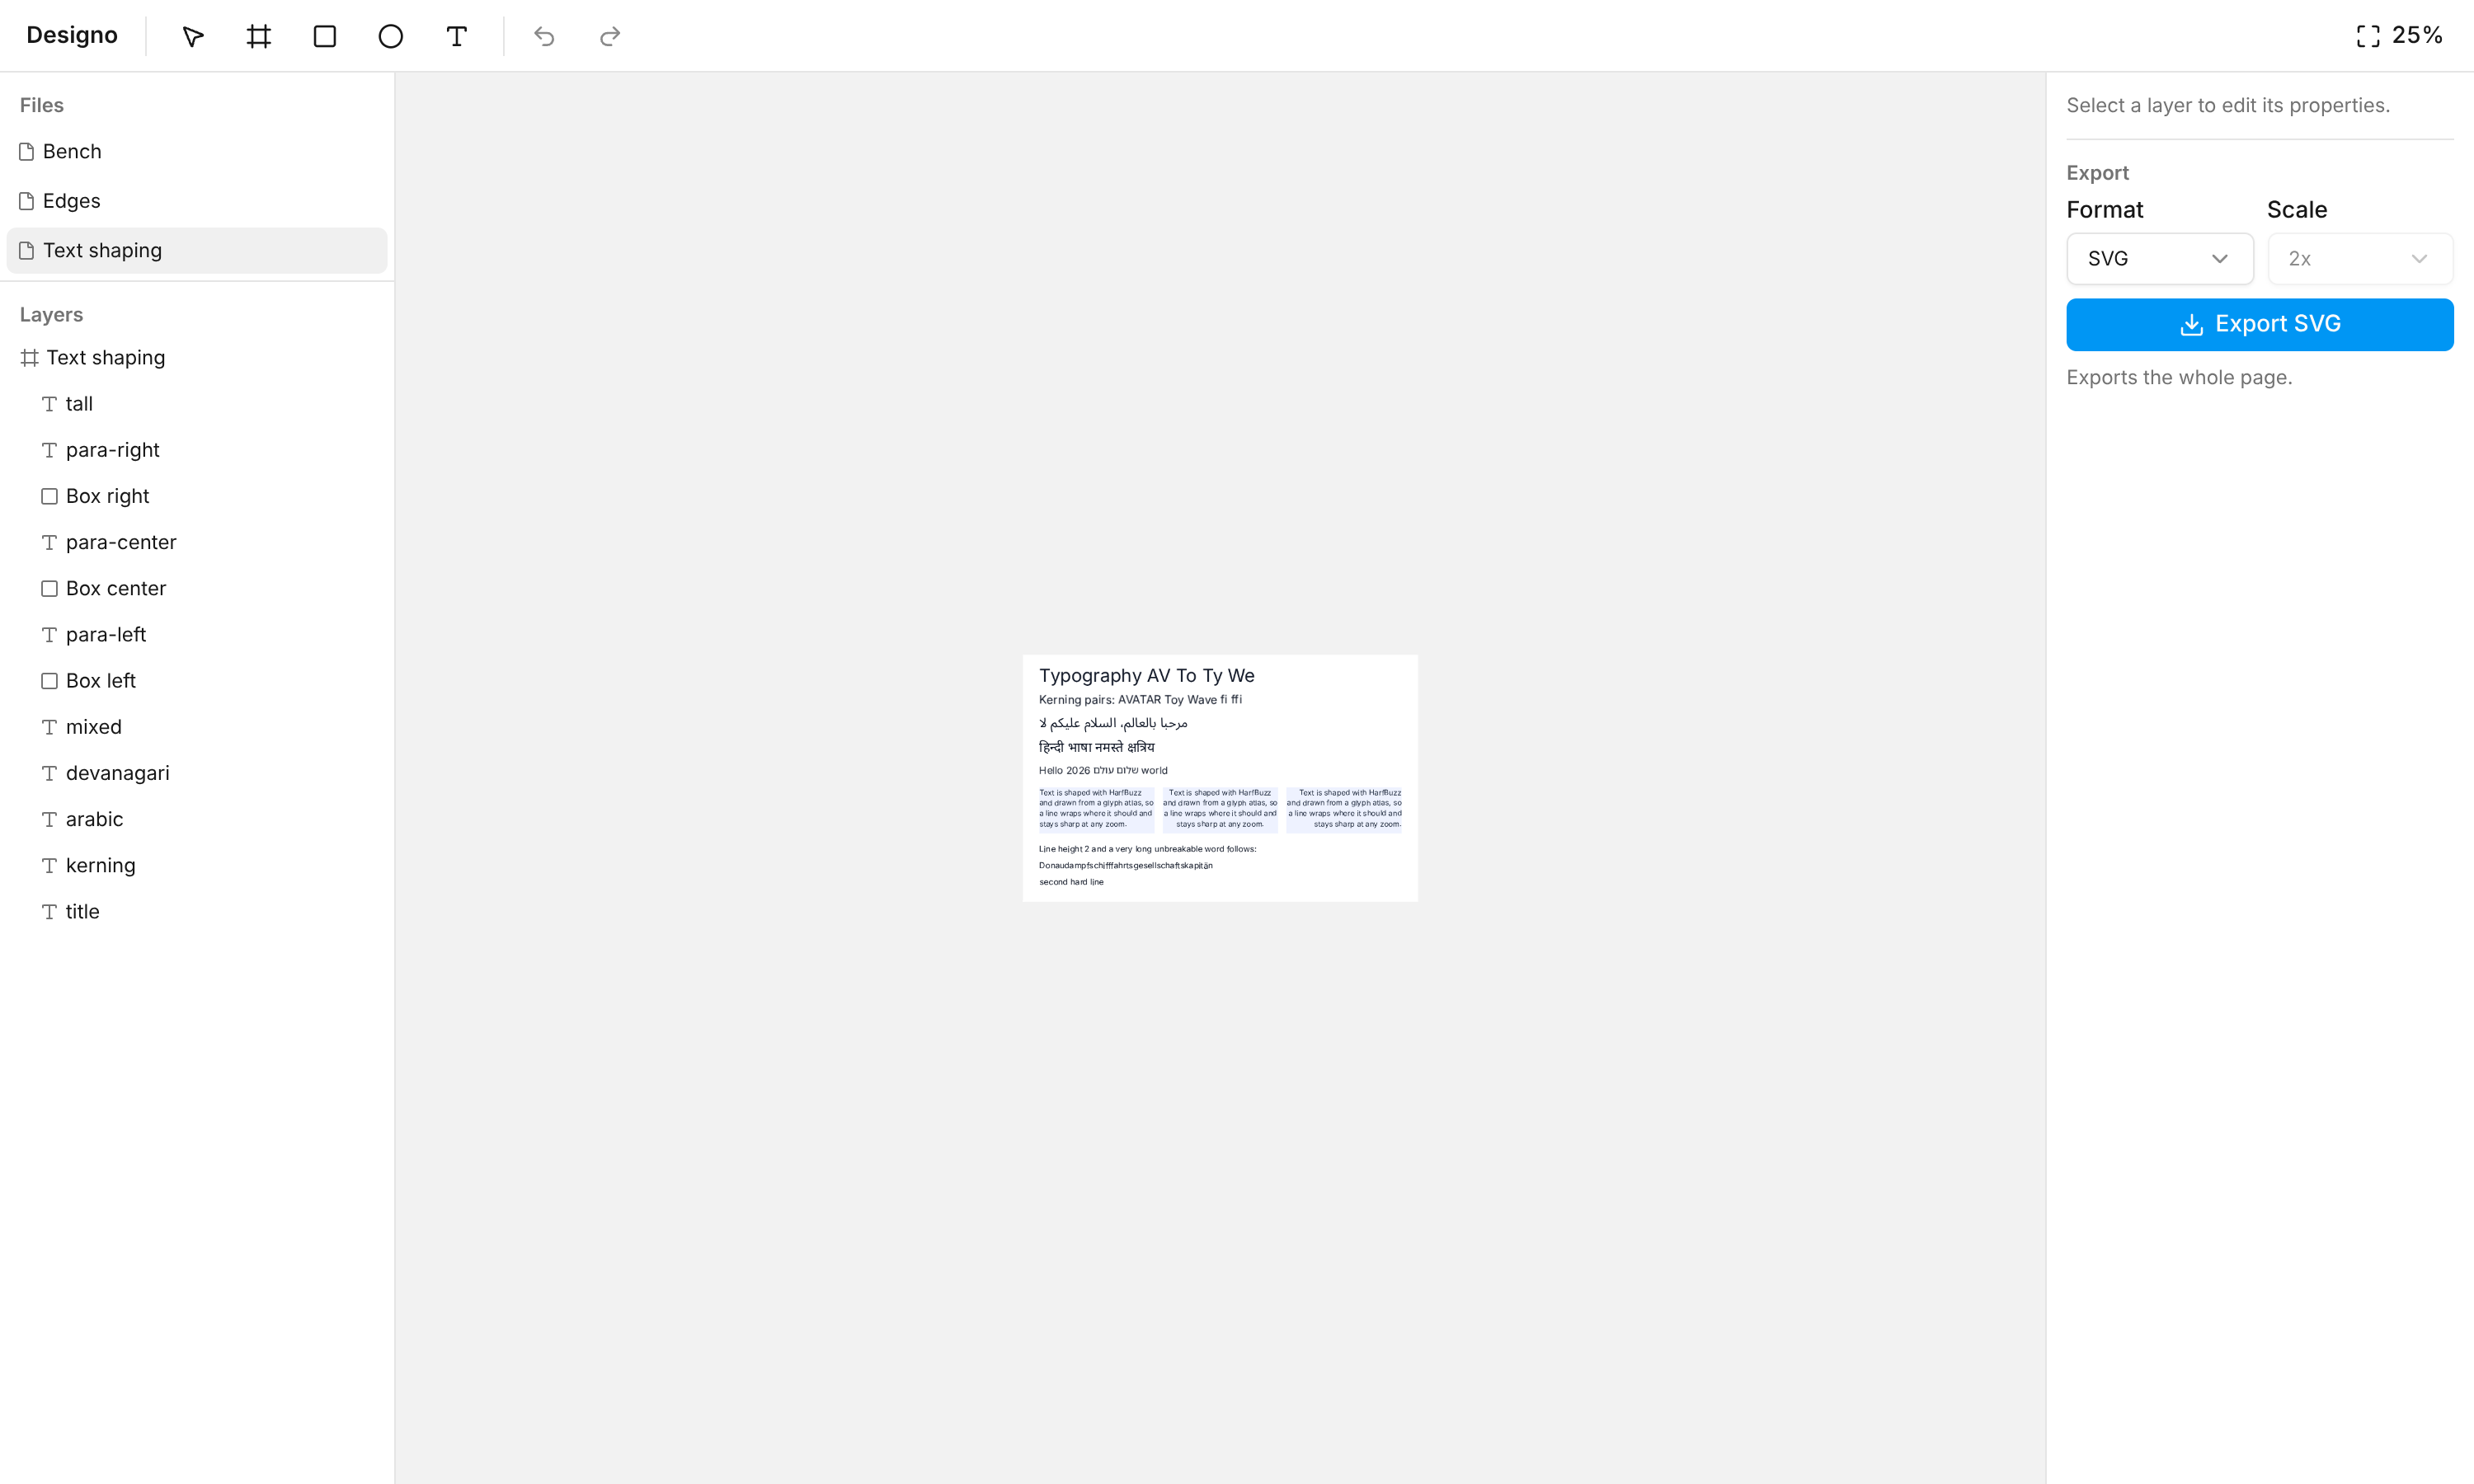 Designo
25%
Files
Bench
Edges
Text shaping
Layers
Text shaping
tall
para-right
Box right
para-center
Box center
para-left
Box left
mixed
devanagari
arabic
kerning
title
Typography AV To Ty We
Kerning pairs: AVATAR Toy Wave fi ffi
مرحبا بالعالم، السلام عليكم لا
हिन्दी भाषा नमस्ते क्षत्रिय
Hello 2026 שלום עולם world
Text is shaped with HarfBuzz
and drawn from a glyph atlas, so
a line wraps where it should and
stays sharp at any zoom.
Text is shaped with HarfBuzz
and drawn from a glyph atlas, so
a line wraps where it should and
stays sharp at any zoom.
Text is shaped with HarfBuzz
and drawn from a glyph atlas, so
a line wraps where it should and
stays sharp at any zoom.
Line height 2 and a very long unbreakable word follows:
Donaudampfschifffahrtsgesellschaftskapitän
second hard line
Select a layer to edit its properties.
Export
Format
Scale
SVG
2x
Export SVG
Exports the whole page.